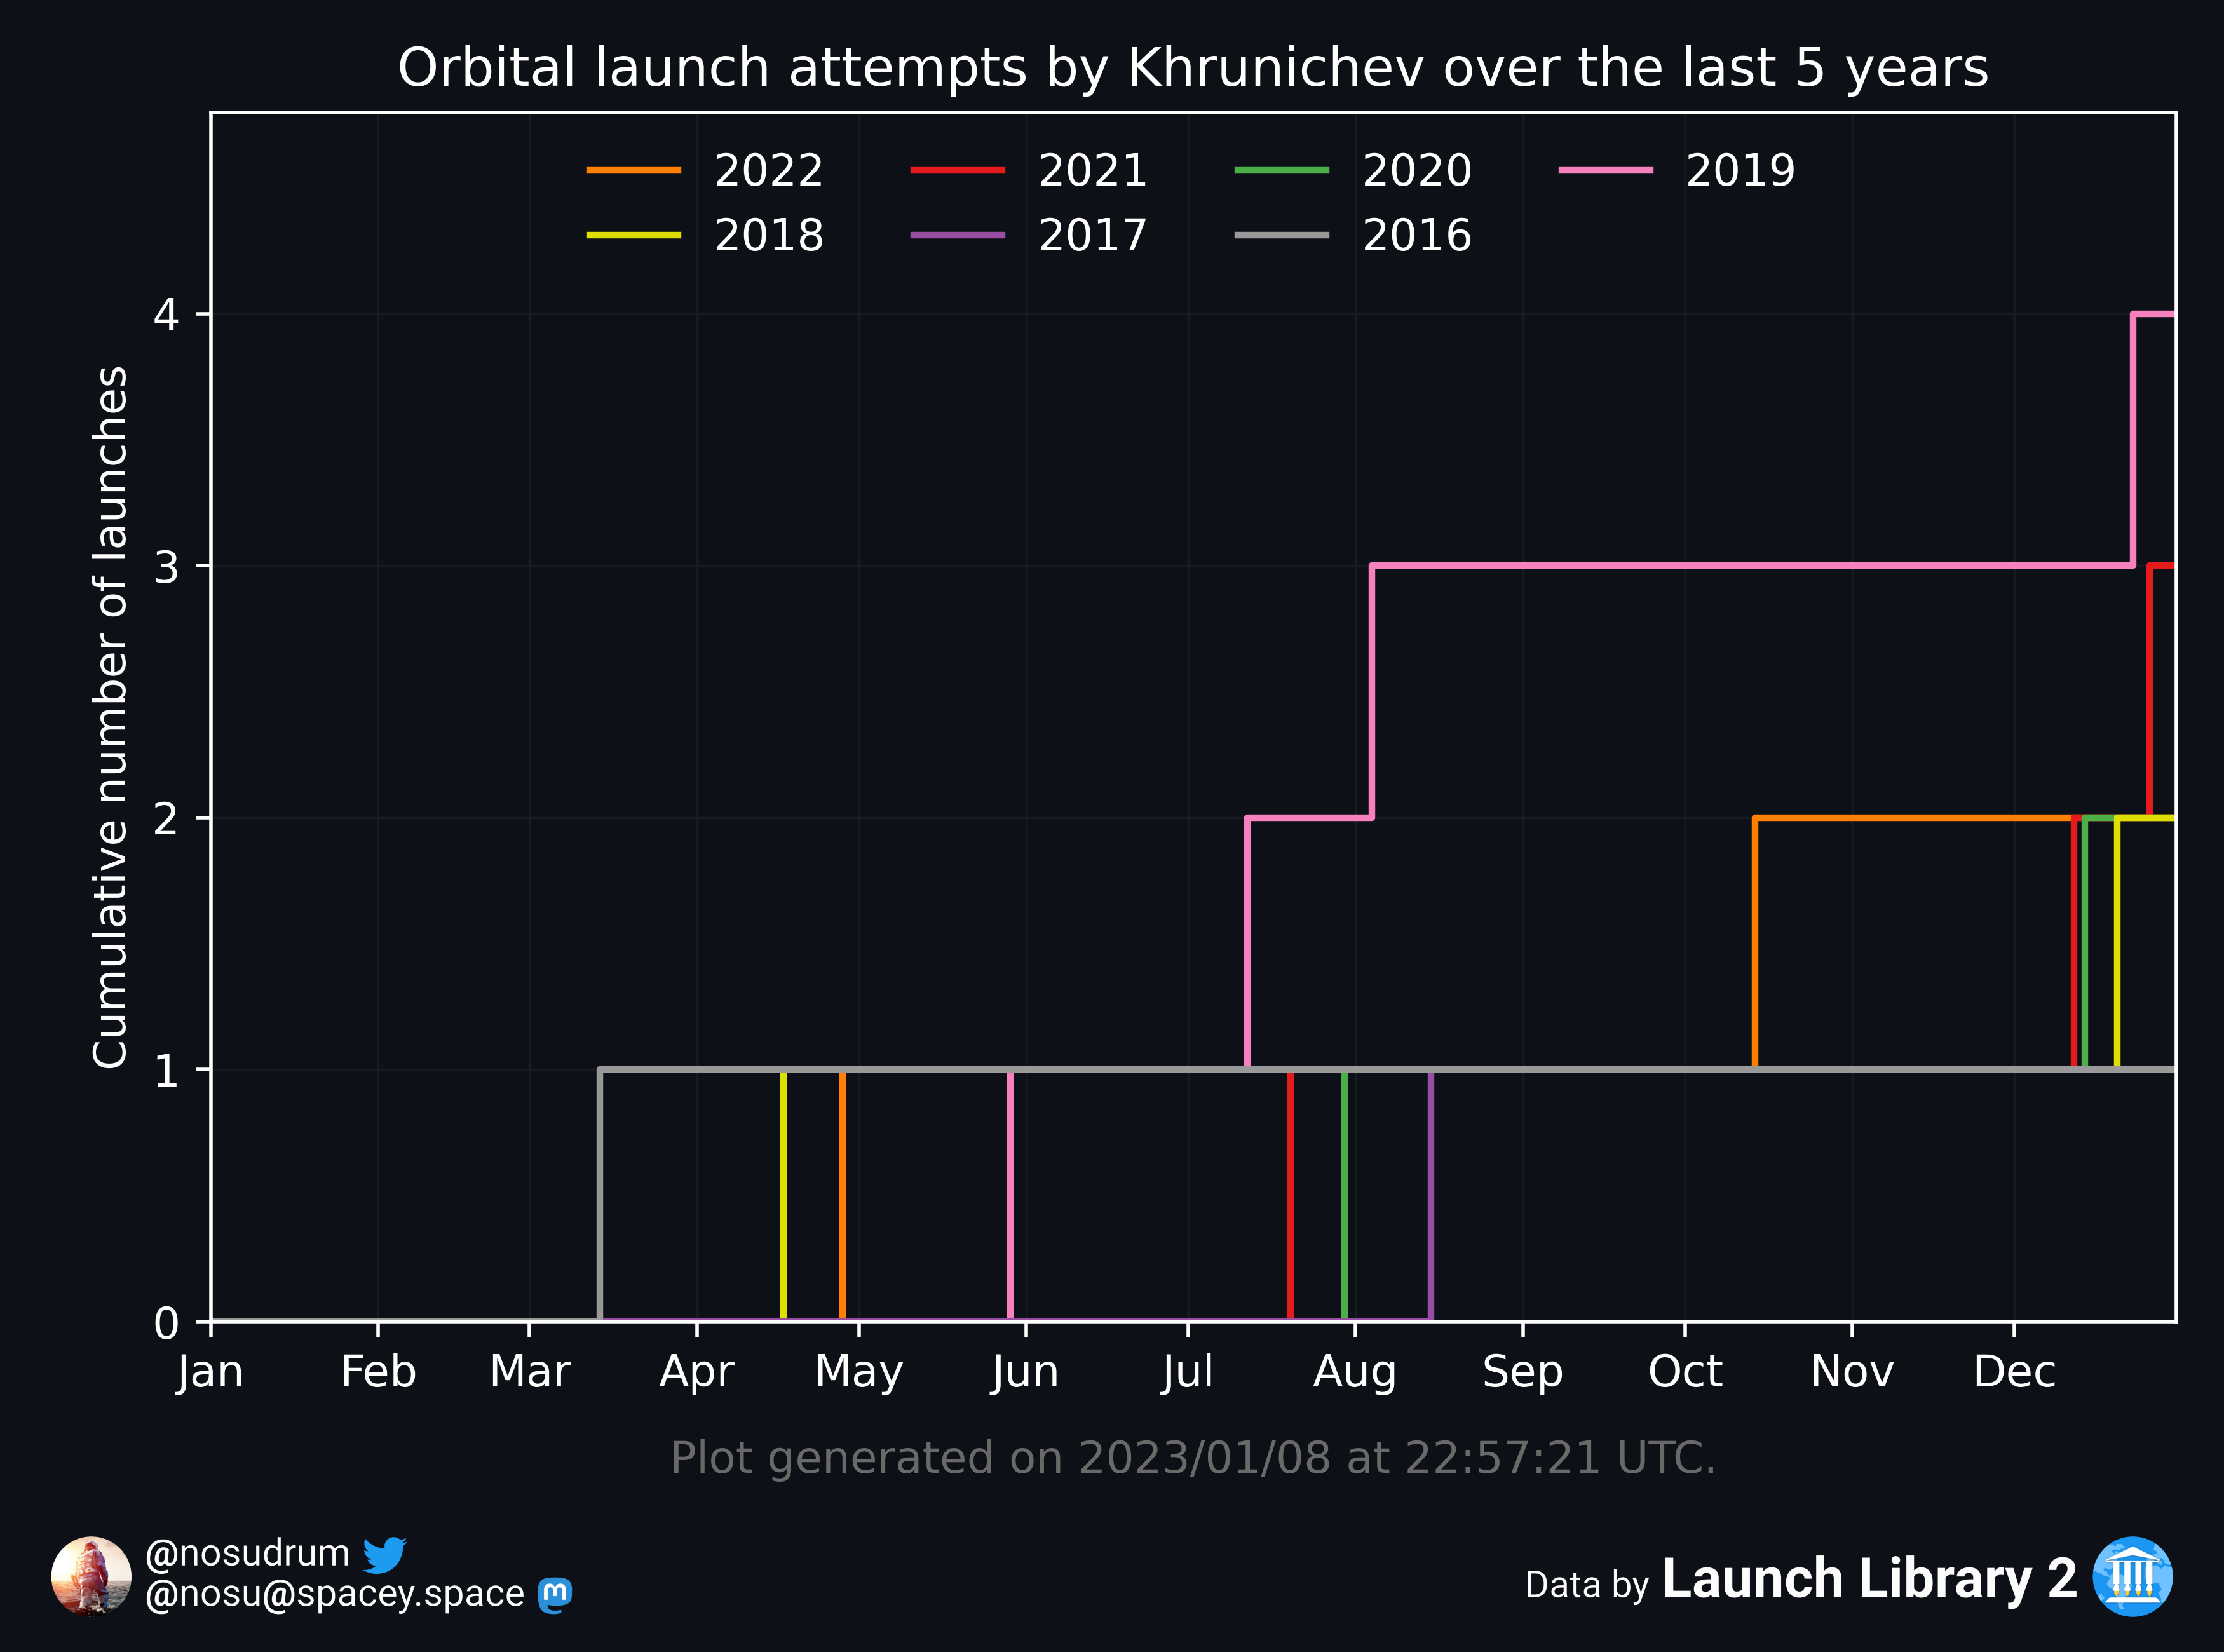 Orbital launch attempts by Khrunichev over the last 5 years
2022 2021 2020 2019
2018 2017 2016
Cumulative number of launches
4
3
2
1
0
Jan Feb Mar Apr May Jun Jul Aug Sep Oct Nov Dec
Plot generated on 2023/01/08 at 22:57:21 UTC.
@nosudrum
@nosu@spacey.space
Data by Launch Library 2